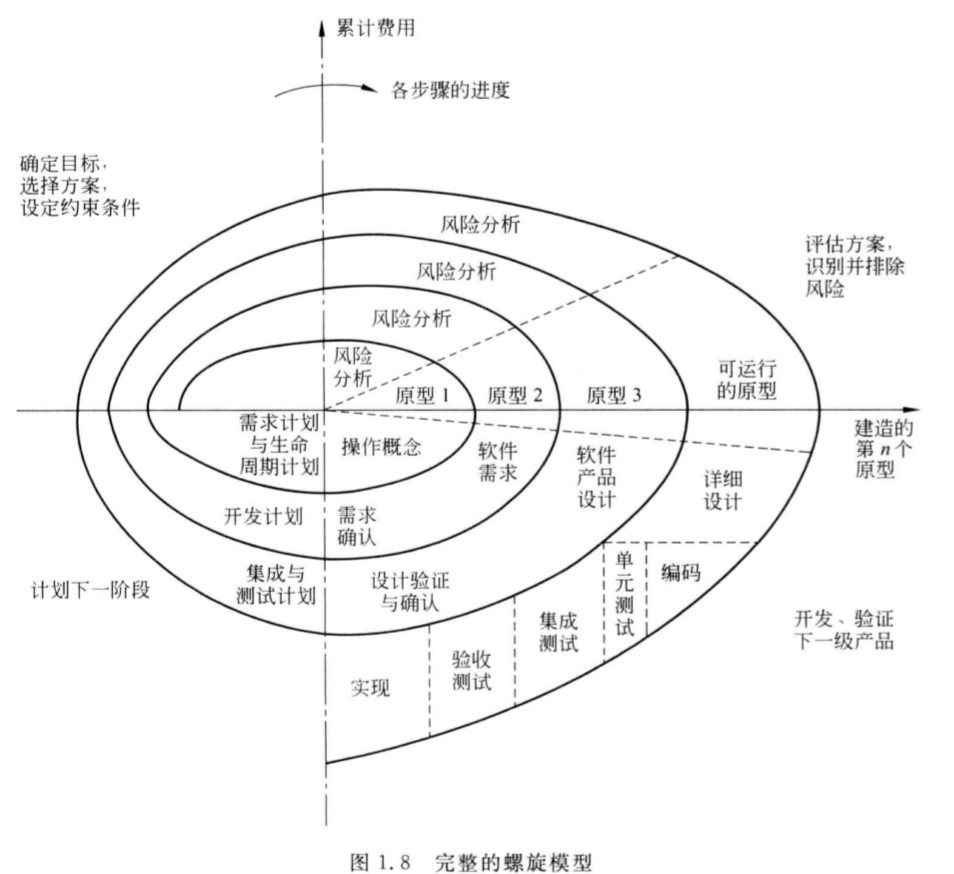 累计费用
各步骤的进度
确定目标，
选择方案，
设定约束条件
风险分析
评估方案，
识别并排除
风险
风险分析
风险分析
风险
分析
可运行
的原型
原型 1
原型 2
原型 3
建造的
第 n 个
原型
需求计划
与生命
周期计划
操作概念
软件
需求
软件
产品
设计
详细
设计
开发计划
需求
确认
集成与
测试计划
设计验证
与确认
单
元
测
试
编码
计划下一阶段
集成
测试
开发、验证
下一级产品
验收
测试
实现
图 1.8 完整的螺旋模型